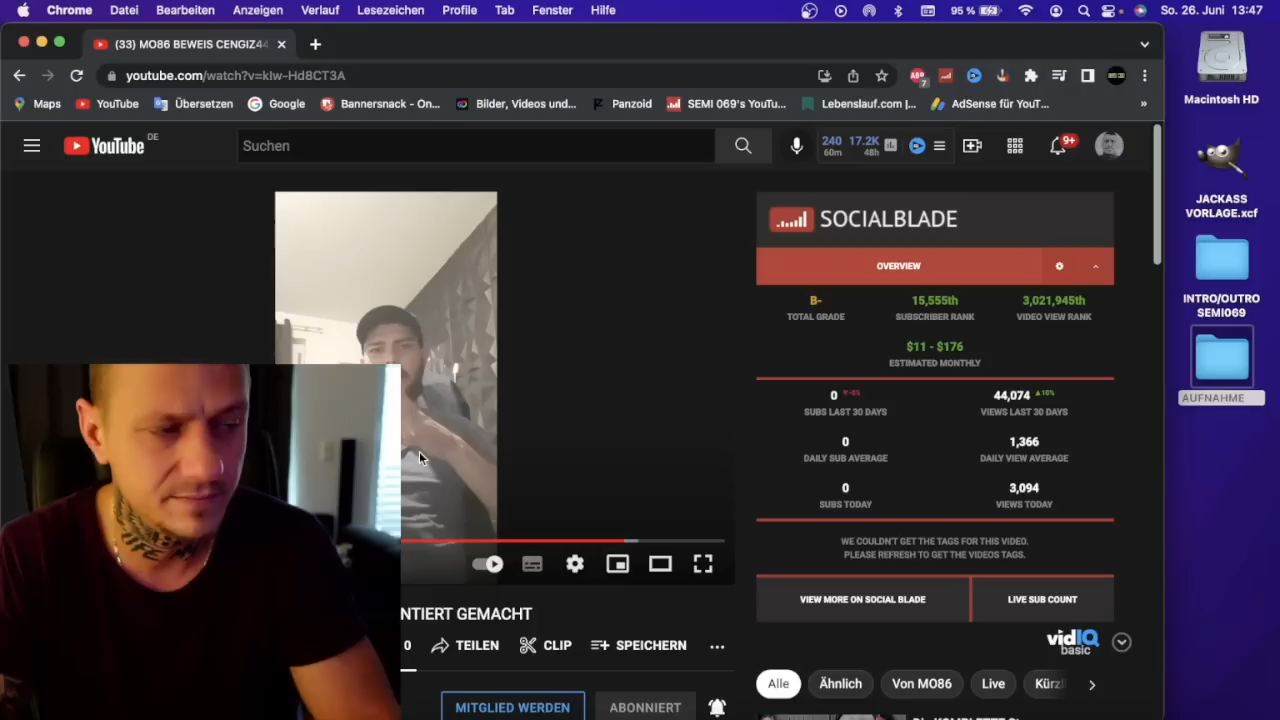 Chrome Datei Bearbeiten Anzeigen Verlauf Lesezeichen Profile Tab Fenster Hilfe 95 % So. 26. Juni 13:47
(33) MO86 BEWEIS CENGIZ44
youtube.com/watch?v=klw-Hd8CT3A
Maps YouTube Übersetzen Google Bannersnack - On... Bilder, Videos und... Panzoid SEMI 069's YouTu... Lebenslauf.com |... AdSense für YouT... »
YouTube DE
Suchen
240 17.2K
60m 48h
9+
SOCIALBLADE
OVERVIEW
B- 15,555th 3,021,945th
TOTAL GRADE SUBSCRIBER RANK VIDEO VIEW RANK
$11 - $176
ESTIMATED MONTHLY
0 44,074 ▲10%
SUBS LAST 30 DAYS VIEWS LAST 30 DAYS
0 1,366
DAILY SUB AVERAGE DAILY VIEW AVERAGE
0 3,094
SUBS TODAY VIEWS TODAY
WE COULDN'T GET THE TAGS FOR THIS VIDEO.
PLEASE REFRESH TO GET THE VIDEOS TAGS.
VIEW MORE ON SOCIAL BLADE LIVE SUB COUNT
vidIQ
basic
NTIERT GEMACHT
0 TEILEN CLIP SPEICHERN ...
MITGLIED WERDEN ABONNIERT
Alle Ähnlich Von MO86 Live Kürzl
Macintosh HD
JACKASS
VORLAGE.xcf
INTRO/OUTRO
SEMI069
AUFNAHME